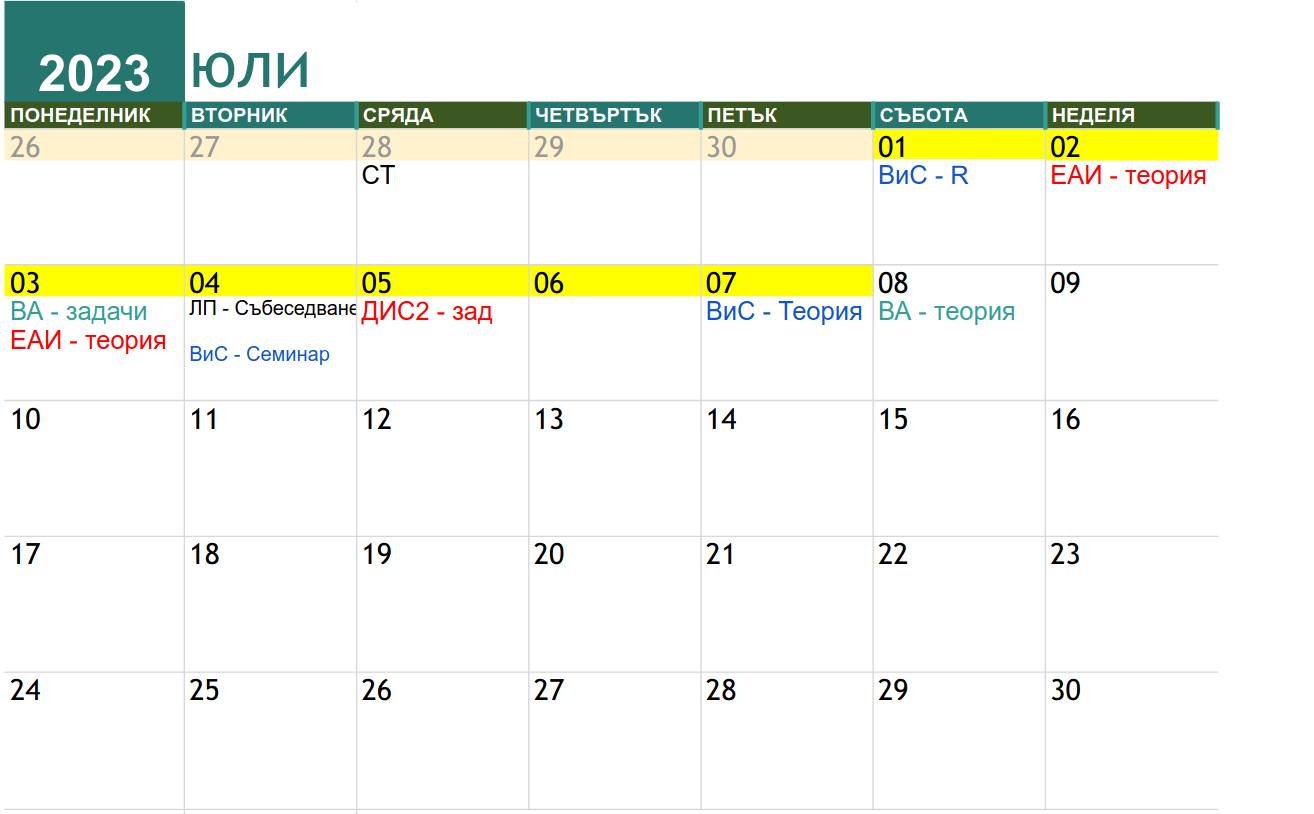 2023 ЮЛИ
ПОНЕДЕЛНИК ВТОРНИК СРЯДА ЧЕТВЪРТЪК ПЕТЪК СЪБОТА НЕДЕЛЯ
26 27 28 29 30 01 02
СТ ВиС - R ЕАИ - теория
03 04 05 06 07 08 09
ВА - задачи ЛП - Събеседване ДИС2 - зад ВиС - Теория ВА - теория
ЕАИ - теория ВиС - Семинар
10 11 12 13 14 15 16
17 18 19 20 21 22 23
24 25 26 27 28 29 30